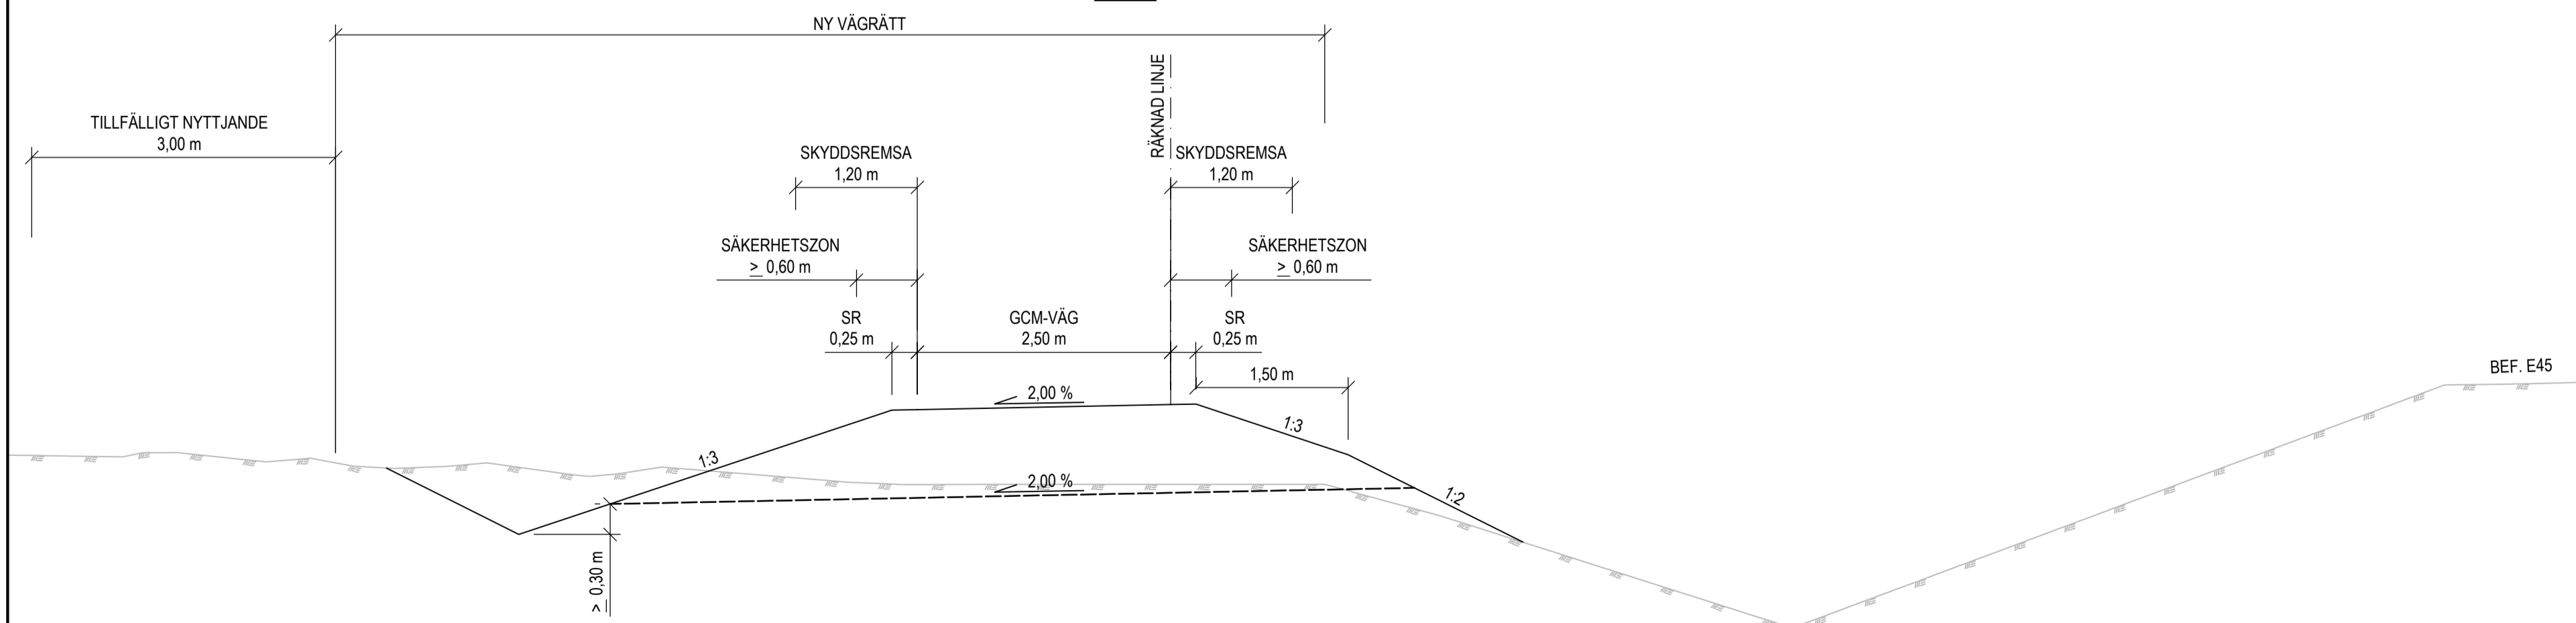 NY VÄGRÄTT
RÄKNAD LINJE
TILLFÄLLIGT NYTTJANDE
3,00 m
SKYDDSREMSA
1,20 m
SKYDDSREMSA
1,20 m
SÄKERHETSZON
≥ 0,60 m
SÄKERHETSZON
≥ 0,60 m
SR
0,25 m
GCM-VÄG
2,50 m
SR
0,25 m
1,50 m
BEF. E45
2,00 %
1:3
1:3
2,00 %
1:2
≥ 0,30 m